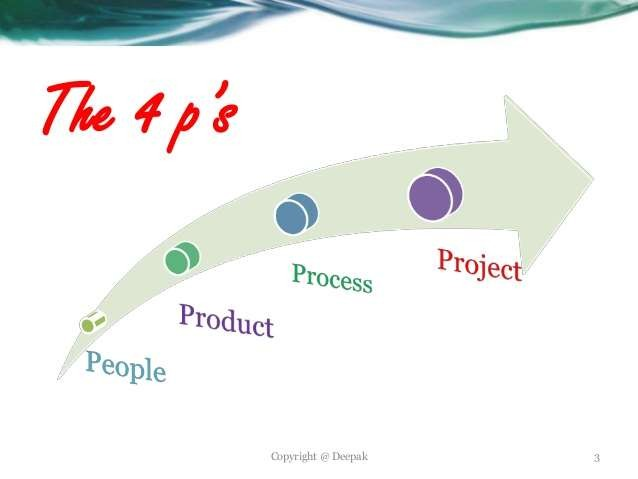 The 4 p's
People
Product
Process
Project
Copyright @ Deepak
3